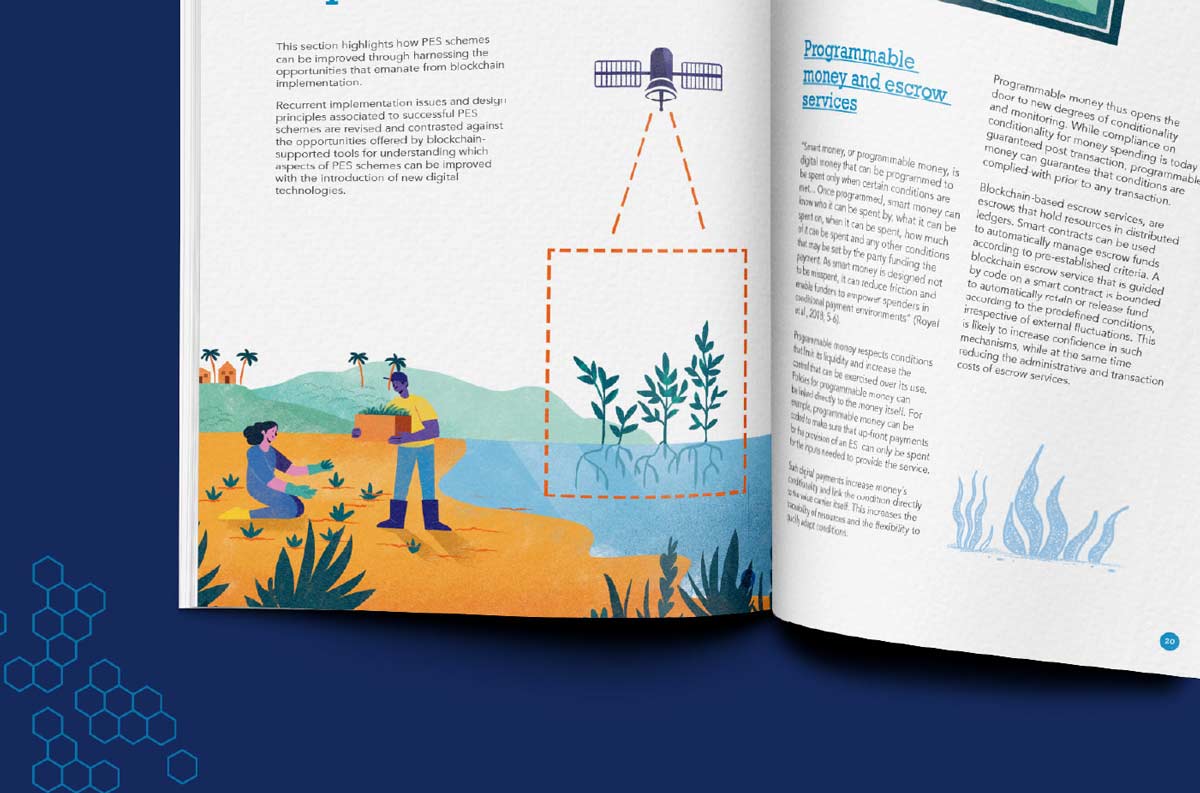 This section highlights how PES schemes
can be improved through harnessing the
opportunities that emanate from blockchain
implementation.
Recurrent implementation issues and design
principles associated to successful PES
schemes are revised and contrasted against
the opportunities offered by blockchain-
supported tools for understanding which
aspects of PES schemes can be improved
with the introduction of new digital
technologies.
Programmable
money and escrow
services
"Smart money, or programmable money, is
digital money that can be programmed to
be spent only when certain conditions are
met... Once programmed, smart money can
know who it can be spent by, what it can be
spent on, when it can be spent, how much
of it can be spent and any other conditions
that may be set by the party funding the
payment. As smart money is designed not
to be misspent, it can reduce friction and
enable funders to empower spenders in
conditional payment environments" (Royal
et al., 2018, 5-6).
Programmable money respects conditions
that limit its liquidity and increase the
control that can be exercised over its use.
Policies for programmable money can
be linked directly to the money itself. For
example, programmable money can be
coded to make sure that up-front payments
for the provision of an ES can only be spent
for the inputs needed to provide the service.
Such digital payments increase money's
conditionality and link the condition directly
to the value carrier itself. This increases the
traceability of resources and the flexibility to
easily adapt conditions.
Programmable money thus opens the
door to new degrees of conditionality
and monitoring. While compliance on
conditionality for money spending is today
guaranteed post transaction, programmable
money can guarantee that conditions are
complied with prior to any transaction.
Blockchain-based escrow services, are
escrows that hold resources in distributed
ledgers. Smart contracts can be used
to automatically manage escrow funds
according to pre-established criteria. A
blockchain escrow service that is guided
by code on a smart contract is bounded
to automatically retain or release fund
according to the predefined conditions,
irrespective of external fluctuations. This
is likely to increase confidence in such
mechanisms, while at the same time
reducing the administrative and transaction
costs of escrow services.
20